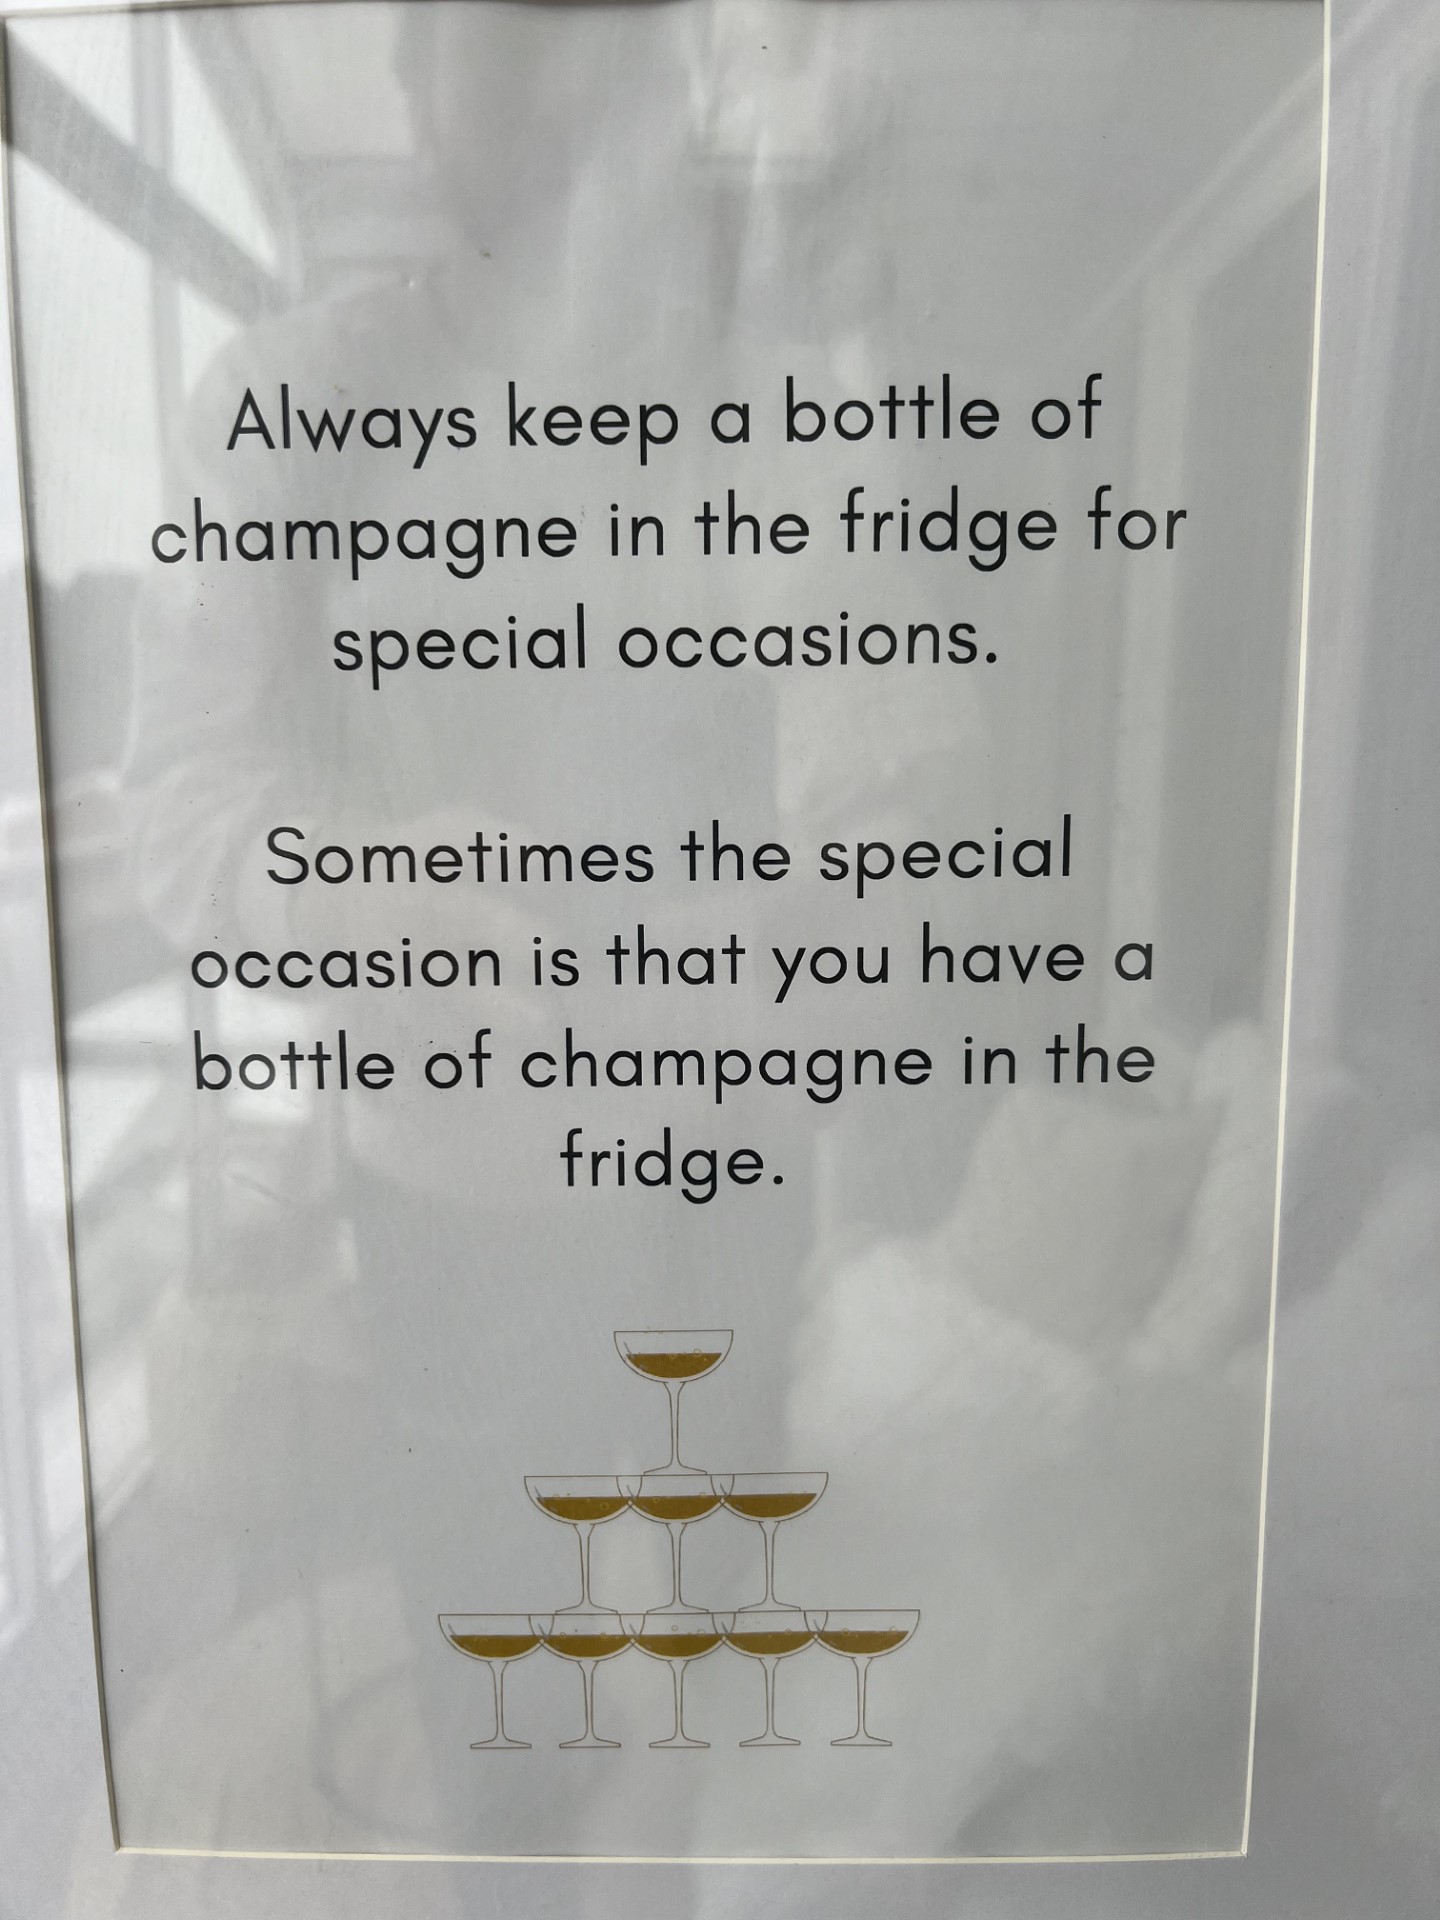 Always keep a bottle of
champagne in the fridge for
special occasions.
Sometimes the special
occasion is that you have a
bottle of champagne in the
fridge.